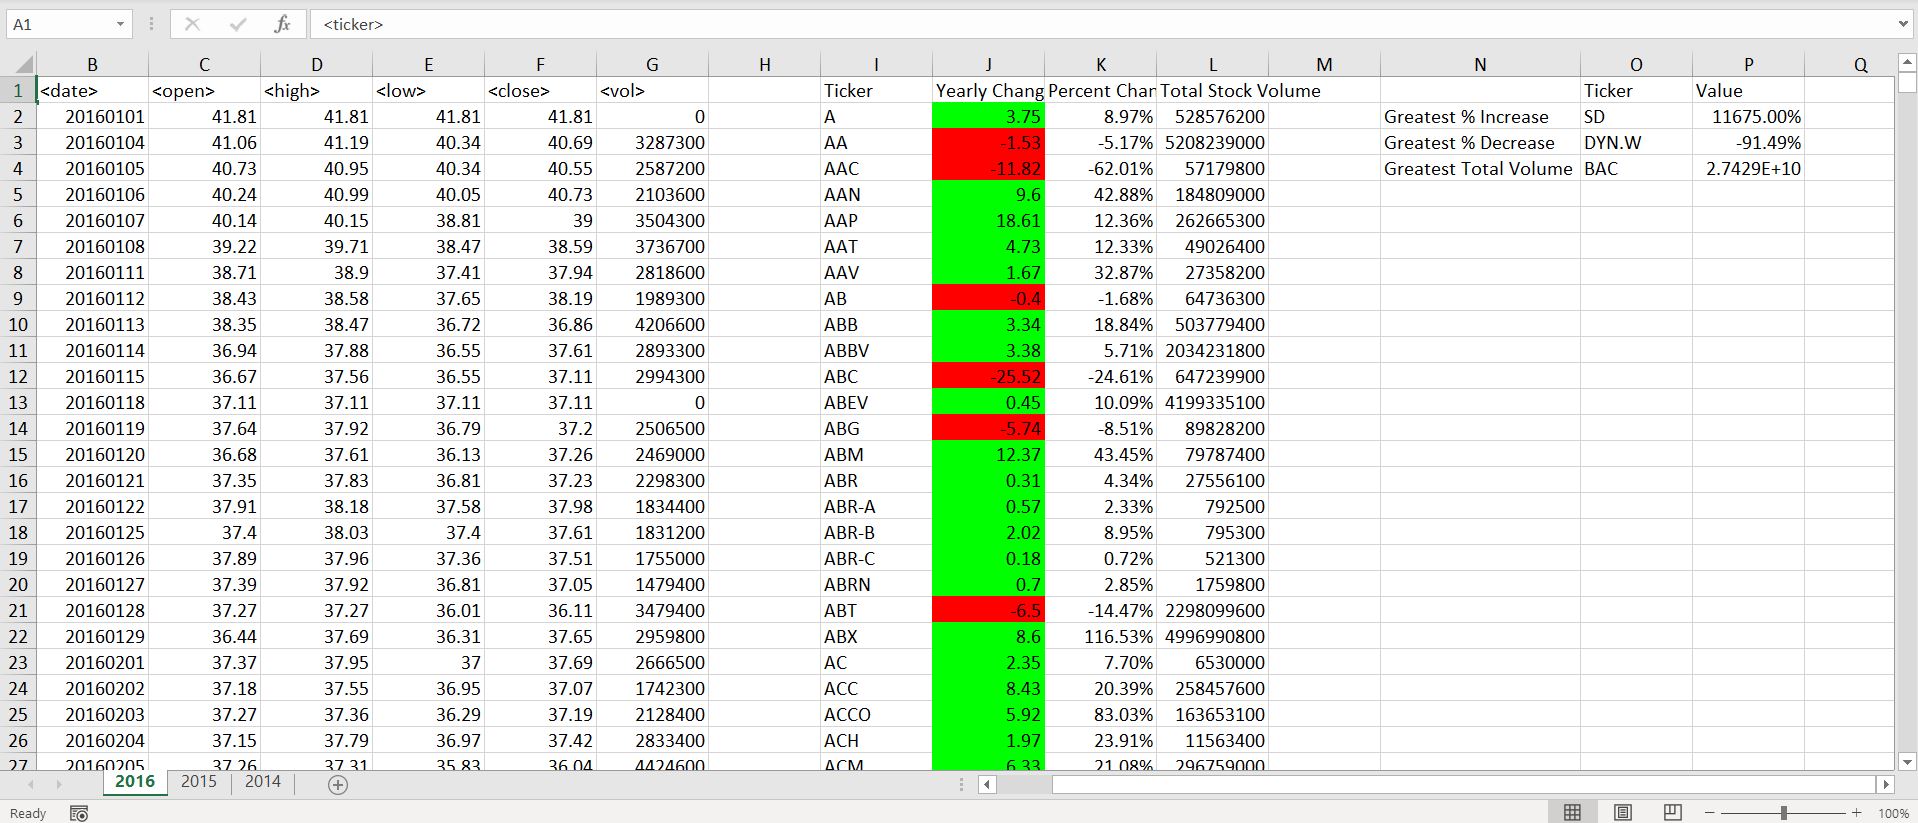 A1 fx <ticker>
B C D E F G H I J K L M N O P Q
1 <date> <open> <high> <low> <close> <vol> Ticker Yearly Chang Percent Chan Total Stock Volume Ticker Value
2 20160101 41.81 41.81 41.81 41.81 0 A 3.75 8.97% 528576200 Greatest % Increase SD 11675.00%
3 20160104 41.06 41.19 40.34 40.69 3287300 AA -1.53 -5.17% 5208239000 Greatest % Decrease DYN.W -91.49%
4 20160105 40.73 40.95 40.34 40.55 2587200 AAC -11.82 -62.01% 57179800 Greatest Total Volume BAC 2.7429E+10
5 20160106 40.24 40.99 40.05 40.73 2103600 AAN 9.6 42.88% 184809000
6 20160107 40.14 40.15 38.81 39 3504300 AAP 18.61 12.36% 262665300
7 20160108 39.22 39.71 38.47 38.59 3736700 AAT 4.73 12.33% 49026400
8 20160111 38.71 38.9 37.41 37.94 2818600 AAV 1.67 32.87% 27358200
9 20160112 38.43 38.58 37.65 38.19 1989300 AB -0.4 -1.68% 64736300
10 20160113 38.35 38.47 36.72 36.86 4206600 ABB 3.34 18.84% 503779400
11 20160114 36.94 37.88 36.55 37.61 2893300 ABBV 3.38 5.71% 2034231800
12 20160115 36.67 37.56 36.55 37.11 2994300 ABC -25.52 -24.61% 647239900
13 20160118 37.11 37.11 37.11 37.11 0 ABEV 0.45 10.09% 4199335100
14 20160119 37.64 37.92 36.79 37.2 2506500 ABG -5.74 -8.51% 89828200
15 20160120 36.68 37.61 36.13 37.26 2469000 ABM 12.37 43.45% 79787400
16 20160121 37.35 37.83 36.81 37.23 2298300 ABR 0.31 4.34% 27556100
17 20160122 37.91 38.18 37.58 37.98 1834400 ABR-A 0.57 2.33% 792500
18 20160125 37.4 38.03 37.4 37.61 1831200 ABR-B 2.02 8.95% 795300
19 20160126 37.89 37.96 37.36 37.51 1755000 ABR-C 0.18 0.72% 521300
20 20160127 37.39 37.92 36.81 37.05 1479400 ABRN 0.7 2.85% 1759800
21 20160128 37.27 37.27 36.01 36.11 3479400 ABT -6.5 -14.47% 2298099600
22 20160129 36.44 37.69 36.31 37.65 2959800 ABX 8.6 116.53% 4996990800
23 20160201 37.37 37.95 37 37.69 2666500 AC 2.35 7.70% 6530000
24 20160202 37.18 37.55 36.95 37.07 1742300 ACC 8.43 20.39% 258457600
25 20160203 37.27 37.36 36.29 37.19 2128400 ACCO 5.92 83.03% 163653100
26 20160204 37.15 37.79 36.97 37.42 2833400 ACH 1.97 23.91% 11563400
27 20160205 37.26 37.31 35.83 36.04 4424600 ACM 6.33 21.08% 296759000
2016 2015 2014
Ready 100%